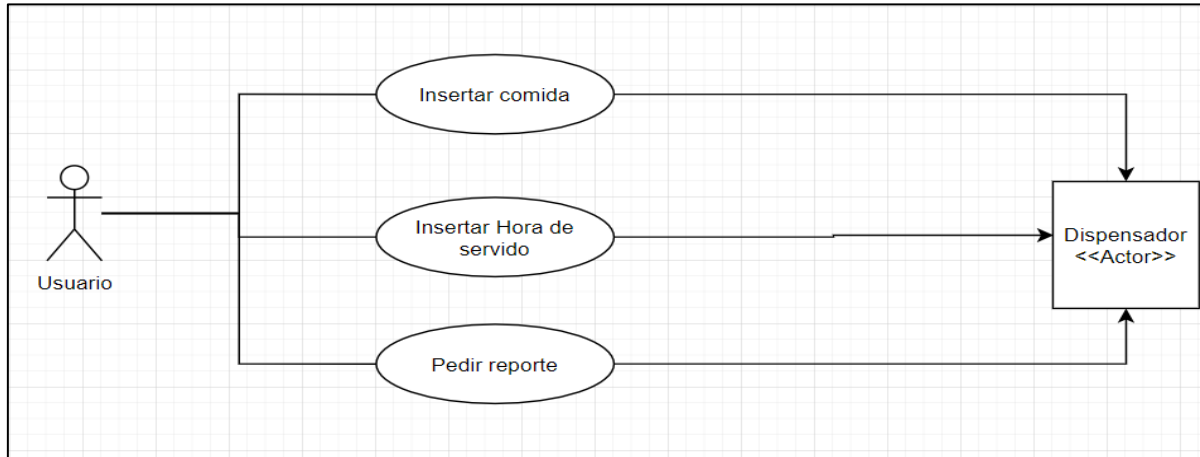 Insertar comida
Insertar Hora de
servido
Dispensador
<<Actor>>
Usuario
Pedir reporte